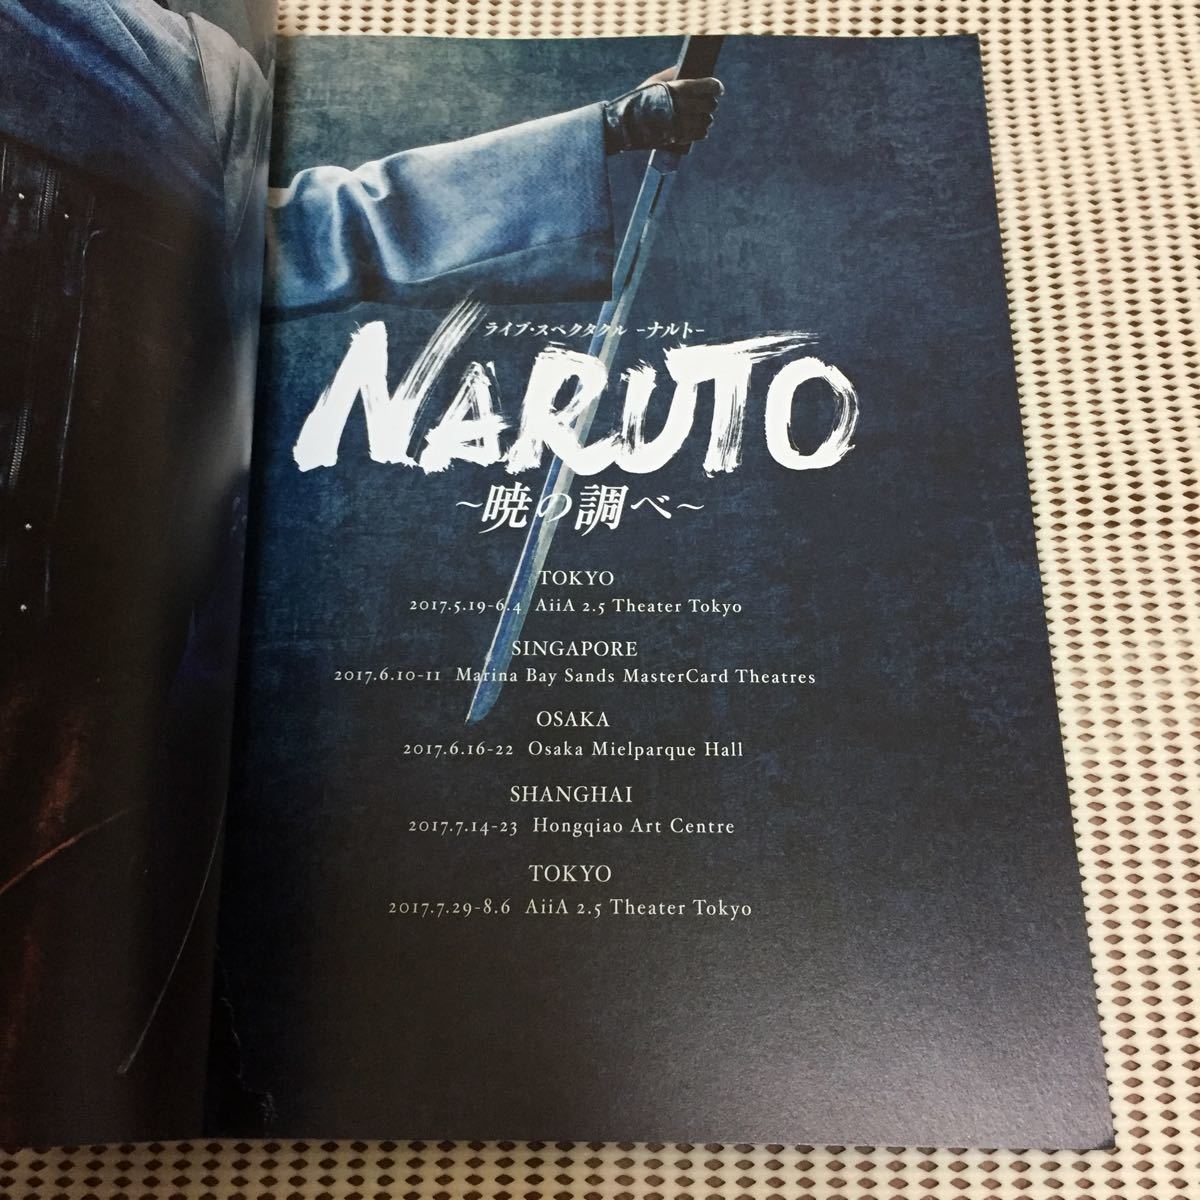 ライブ・スペクタクル -ナルト-
NARUTO
～暁の調べ～
TOKYO
2017.5.19-6.4 AiiA 2.5 Theater Tokyo
SINGAPORE
2017.6.10-11 Marina Bay Sands MasterCard Theatres
OSAKA
2017.6.16-22 Osaka Mielparque Hall
SHANGHAI
2017.7.14-23 Hongqiao Art Centre
TOKYO
2017.7.29-8.6 AiiA 2.5 Theater Tokyo